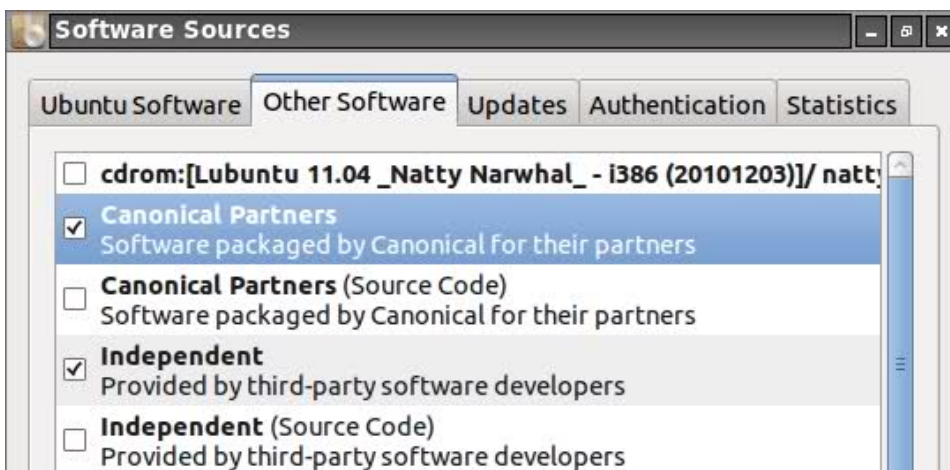 Software Sources
Ubuntu Software Other Software Updates Authentication Statistics
cdrom:[Lubuntu 11.04 _Natty Narwhal_ - i386 (20101203)]/ natty
Canonical Partners
Software packaged by Canonical for their partners
Canonical Partners (Source Code)
Software packaged by Canonical for their partners
Independent
Provided by third-party software developers
Independent (Source Code)
Provided by third-party software developers